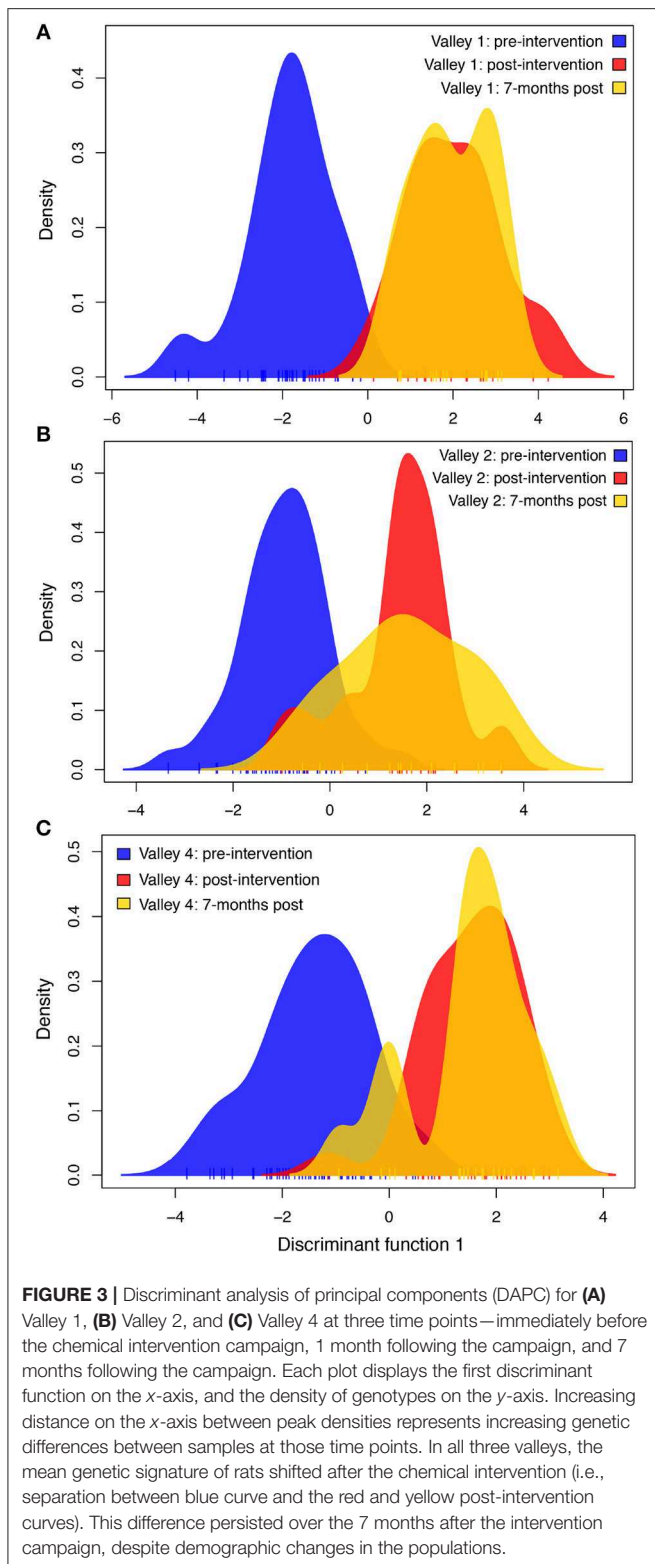 A
Valley 1: pre-intervention
Valley 1: post-intervention
Valley 1: 7-months post
Density
0.4
0.3
0.2
0.1
0.0
−6 −4 −2 0 2 4 6
B
Valley 2: pre-intervention
Valley 2: post-intervention
Valley 2: 7-months post
Density
0.5
0.4
0.3
0.2
0.1
0.0
−4 −2 0 2 4
C
Valley 4: pre-intervention
Valley 4: post-intervention
Valley 4: 7-months post
Density
0.5
0.4
0.3
0.2
0.1
0.0
−4 −2 0 2 4
Discriminant function 1
FIGURE 3 | Discriminant analysis of principal components (DAPC) for (A)
Valley 1, (B) Valley 2, and (C) Valley 4 at three time points—immediately before
the chemical intervention campaign, 1 month following the campaign, and 7
months following the campaign. Each plot displays the first discriminant
function on the x-axis, and the density of genotypes on the y-axis. Increasing
distance on the x-axis between peak densities represents increasing genetic
differences between samples at those time points. In all three valleys, the
mean genetic signature of rats shifted after the chemical intervention (i.e.,
separation between blue curve and the red and yellow post-intervention
curves). This difference persisted over the 7 months after the intervention
campaign, despite demographic changes in the populations.